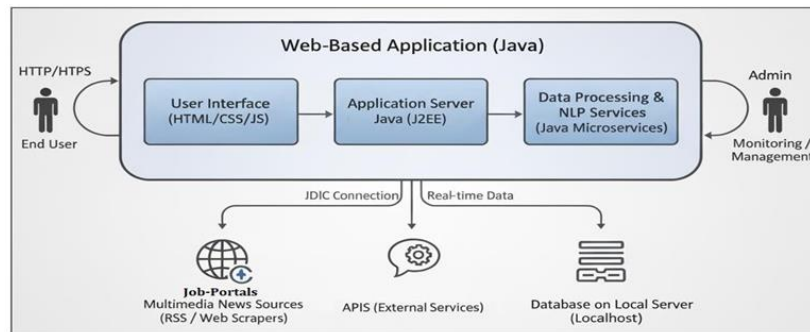 Web-Based Application (Java)
HTTP/HTPS
End User
User Interface
(HTML/CSS/JS)
Application Server
Java (J2EE)
Data Processing &
NLP Services
(Java Microservices)
Admin
Monitoring /
Management
JDIC Connection
Real-time Data
Job-Portals
Multimedia News Sources
(RSS / Web Scrapers)
APIS (External Services)
Database on Local Server
(Localhost)